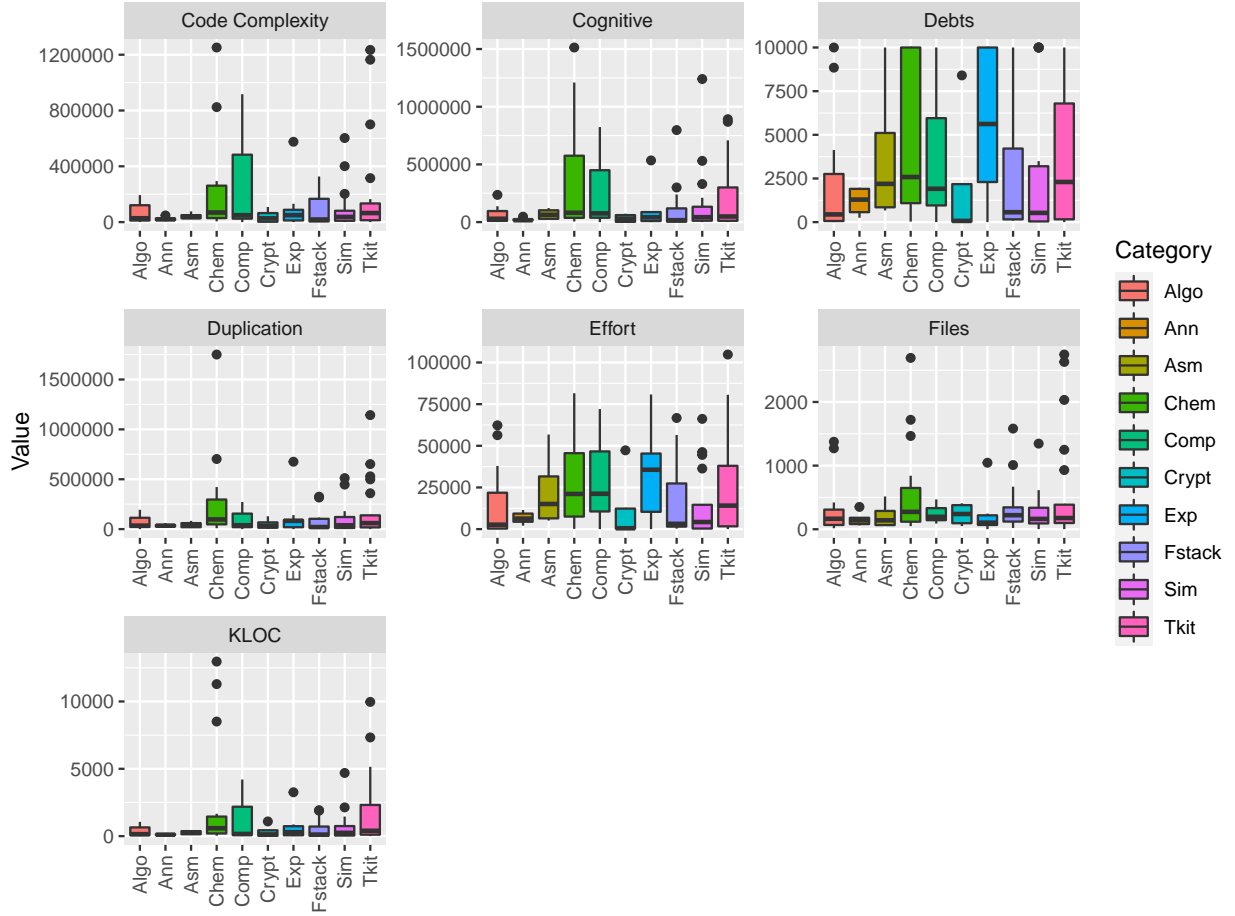 Code Complexity
Cognitive
Debts
1200000
800000
400000
0
1500000
1000000
500000
0
10000
7500
5000
2500
0
Algo Ann Asm Chem Comp Crypt Exp Fstack Sim Tkit
Algo Ann Asm Chem Comp Crypt Exp Fstack Sim Tkit
Algo Ann Asm Chem Comp Crypt Exp Fstack Sim Tkit
Duplication
Effort
Files
1500000
1000000
500000
0
100000
75000
50000
25000
0
2000
1000
0
Algo Ann Asm Chem Comp Crypt Exp Fstack Sim Tkit
Algo Ann Asm Chem Comp Crypt Exp Fstack Sim Tkit
Algo Ann Asm Chem Comp Crypt Exp Fstack Sim Tkit
Value
KLOC
10000
5000
0
Algo Ann Asm Chem Comp Crypt Exp Fstack Sim Tkit
Category
Algo
Ann
Asm
Chem
Comp
Crypt
Exp
Fstack
Sim
Tkit